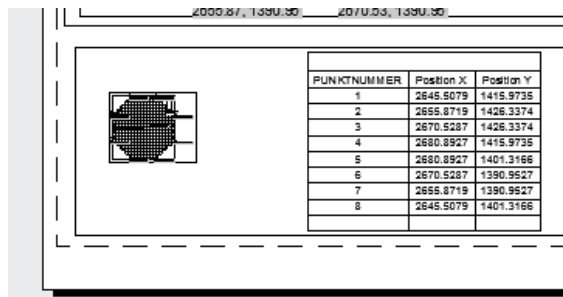 2655.87, 1390.95 2670.53, 1390.95
PUNKTNUMMER Position X Position Y
1 2645.5079 1415.9735
2 2655.8719 1426.3374
3 2670.5287 1426.3374
4 2680.8927 1415.9735
5 2680.8927 1401.3166
6 2670.5287 1390.9527
7 2655.8719 1390.9527
8 2645.5079 1401.3166